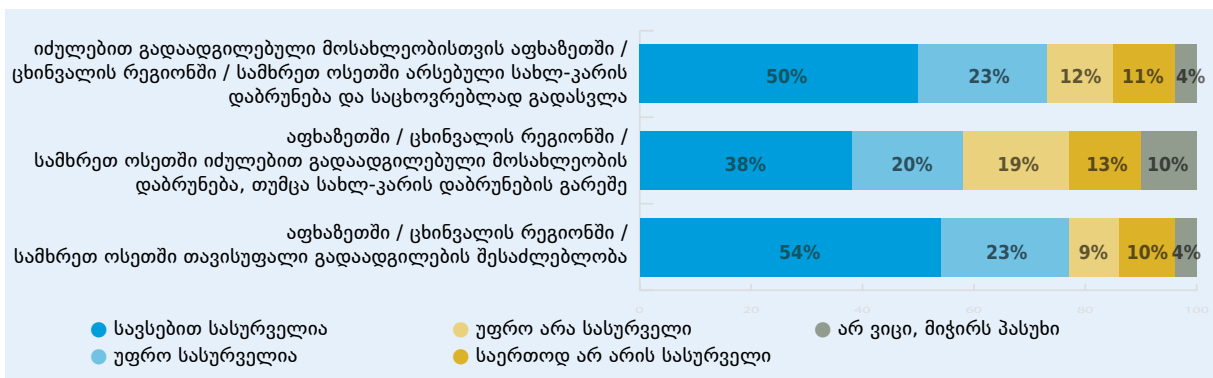 იძულებით გადაადგილებული მოსახლეობისთვის აფხაზეთში /
ცხინვალის რეგიონში / სამხრეთ ოსეთში არსებული სახლ-კარის
დაბრუნება და საცხოვრებლად გადასვლა
50% 23% 12% 11% 4%
აფხაზეთში / ცხინვალის რეგიონში /
სამხრეთ ოსეთში იძულებით გადაადგილებული მოსახლეობის
დაბრუნება, თუმცა სახლ-კარის დაბრუნების გარეშე
38% 20% 19% 13% 10%
აფხაზეთში / ცხინვალის რეგიონში /
სამხრეთ ოსეთში თავისუფალი გადაადგილების შესაძლებლობა
54% 23% 9% 10% 4%
0 20 40 60 80 100
სავსებით სასურველია
უფრო სასურველია
უფრო არა სასურველი
საერთოდ არ არის სასურველი
არ ვიცი, მიჭირს პასუხი